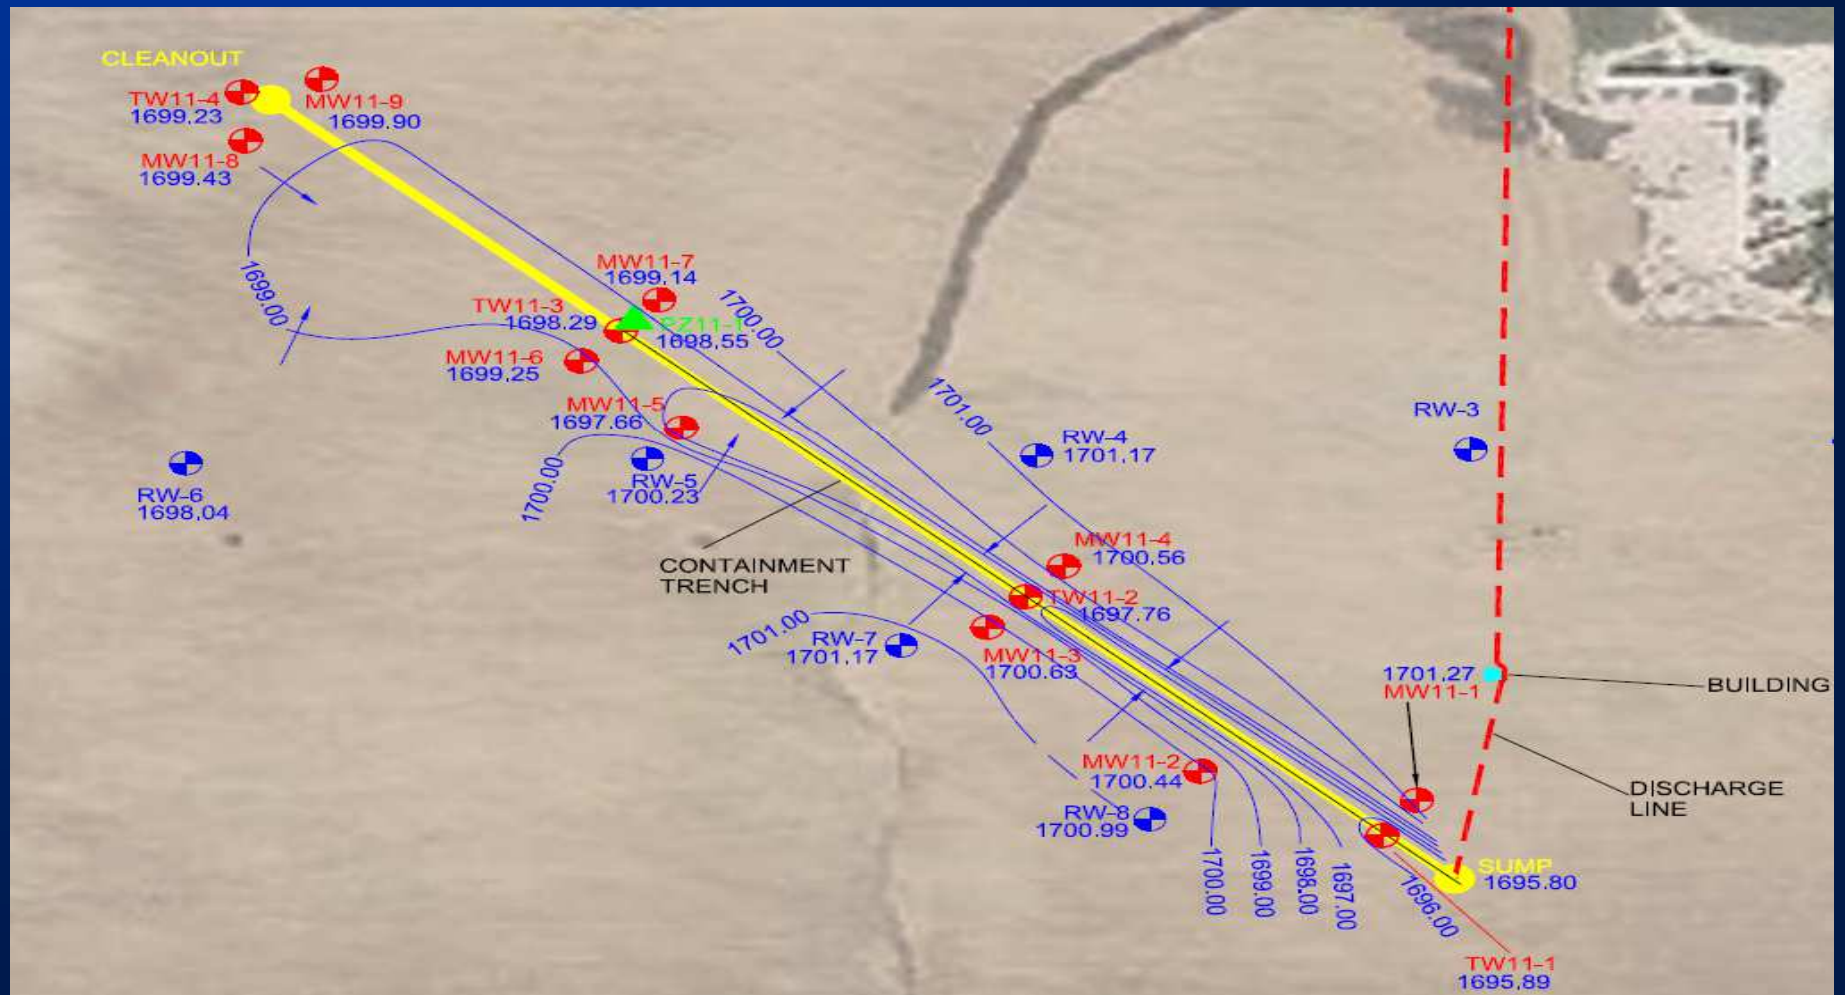 CLEANOUT
TW11-4
1699.23
MW11-9
1699.90
MW11-8
1699.43
1699.00
MW11-7
1699.14
TW11-3
1698.29
PZ11-1
1698.55
1700.00
MW11-6
1699.25
MW11-5
1697.66
1701.00
RW-3
RW-4
1701.17
RW-6
1698.04
1700.00
RW-5
1700.23
CONTAINMENT
TRENCH
MW11-4
1700.56
TW11-2
1697.76
1701.00
RW-7
1701.17
MW11-3
1700.63
1701.27
MW11-1
BUILDING
MW11-2
1700.44
RW-8
1700.99
DISCHARGE
LINE
1700.00
1699.00
1698.00
1697.00
1696.00
SUMP
1695.80
TW11-1
1695.89